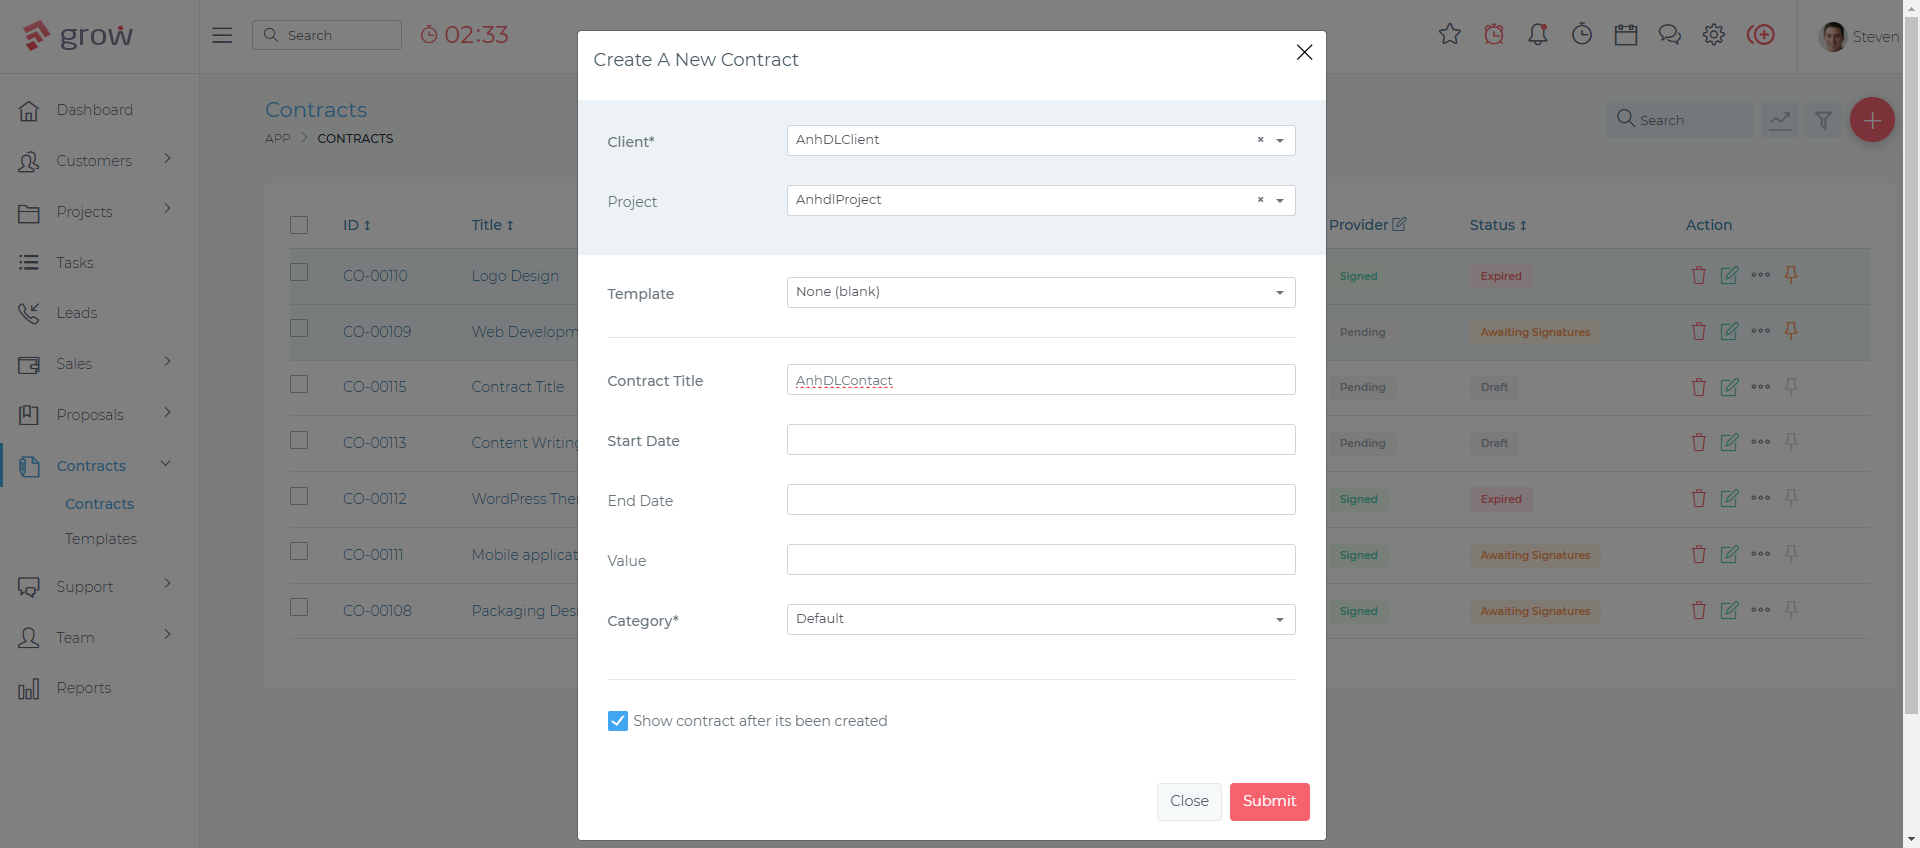 grow
Search
02:33
Steven
Dashboard
Customers
Projects
Tasks
Leads
Sales
Proposals
Contracts
Contracts
Templates
Support
Team
Reports
Contracts
APP > CONTRACTS
Search
ID Title Provider Status Action
CO-00110 Logo Design Signed Expired
CO-00109 Web Developm Pending Awaiting Signatures
CO-00115 Contract Title Pending Draft
CO-00113 Content Writing Pending Draft
CO-00112 WordPress The Signed Expired
CO-00111 Mobile applicat Signed Awaiting Signatures
CO-00108 Packaging Desi Signed Awaiting Signatures
Create A New Contract
Client* AnhDLClient
Project AnhdlProject
Template None (blank)
Contract Title AnhDLContact
Start Date
End Date
Value
Category* Default
Show contract after its been created
Close Submit